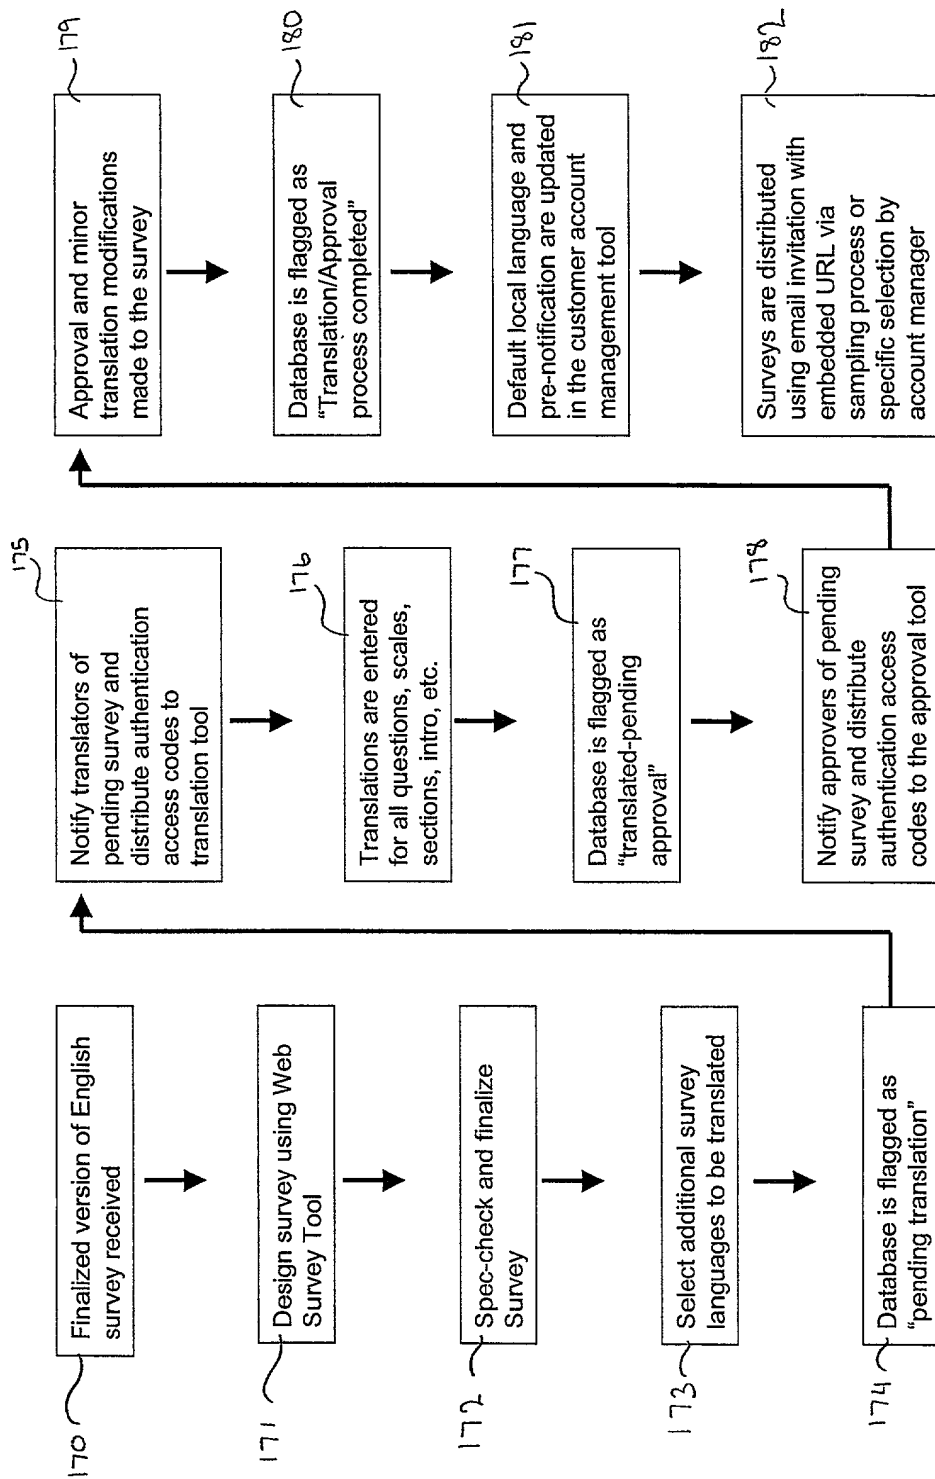 170
Finalized version of English
survey received
171
Design survey using Web
Survey Tool
172
Spec-check and finalize
Survey
173
Select additional survey
languages to be translated
174
Database is flagged as
“pending translation”
175
Notify translators of
pending survey and
distribute authentication
access codes to
translation tool
176
Translations are entered
for all questions, scales,
sections, intro, etc.
177
Database is flagged as
“translated-pending
approval”
178
Notify approvers of pending
survey and distribute
authentication access
codes to the approval tool
179
Approval and minor
translation modifications
made to the survey
180
Database is flagged as
“Translation/Approval
process completed”
181
Default local language and
pre-notification are updated
in the customer account
management tool
182
Surveys are distributed
using email invitation with
embedded URL via
sampling process or
specific selection by
account manager